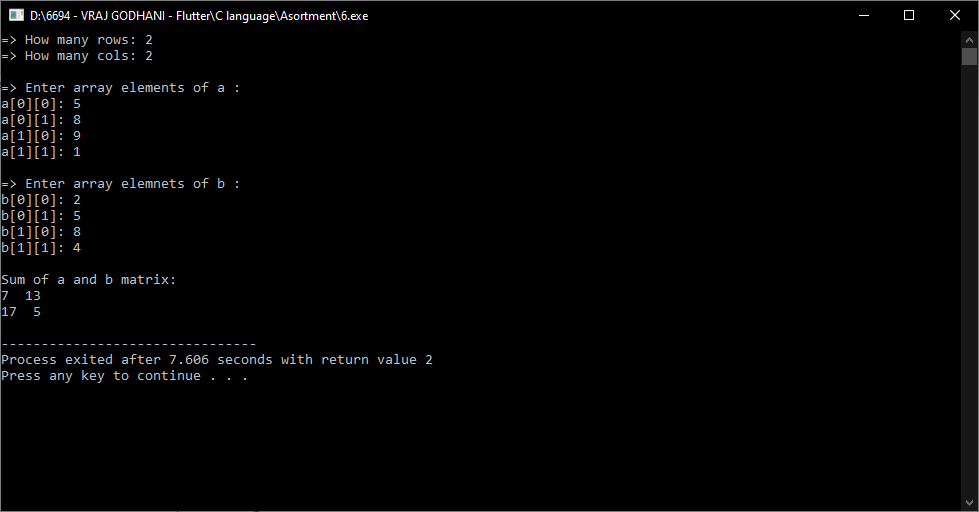 D:\6694 - VRAJ GODHANI - Flutter\C language\Asortment\6.exe
=> How many rows: 2
=> How many cols: 2
=> Enter array elements of a :
a[0][0]: 5
a[0][1]: 8
a[1][0]: 9
a[1][1]: 1
=> Enter array elemnets of b :
b[0][0]: 2
b[0][1]: 5
b[1][0]: 8
b[1][1]: 4
Sum of a and b matrix:
7  13
17  5
--------------------------------
Process exited after 7.606 seconds with return value 2
Press any key to continue . . .